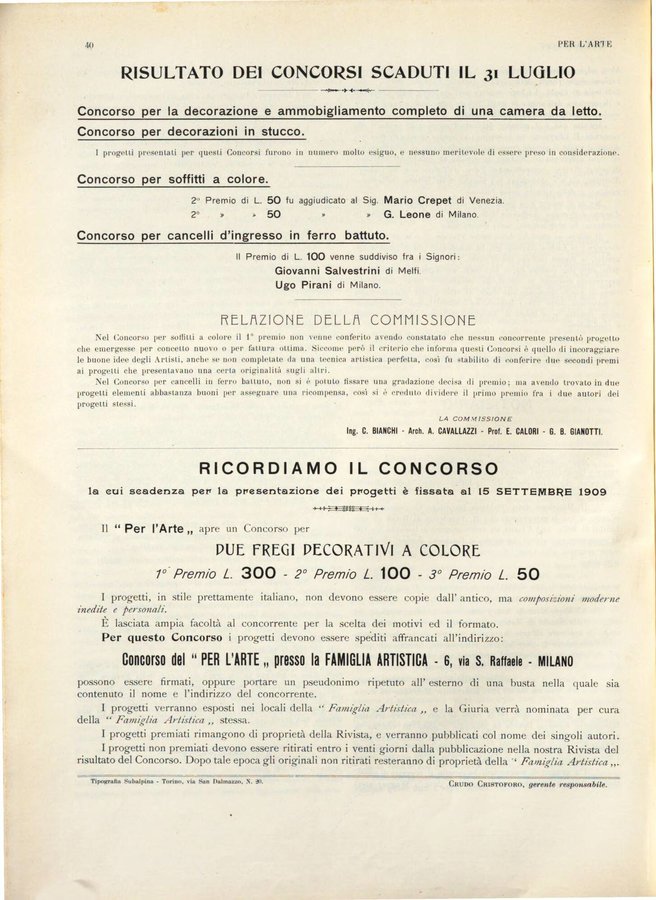 40
PER L'ARTE
RISULTATO DEI CONCORSI SCADUTI IL 31 LUGLIO
Concorso per la decorazione e ammobigliamento completo di una camera da letto.
Concorso per decorazioni in stucco.
I progetti presentati per questi Concorsi furono in numero molto esiguo, e nessuno meritevole di essere preso in considerazione.
Concorso per soffitti a colore.
2º Premio di L. 50 fu aggiudicato al Sig. Mario Crepet di Venezia.
2º » » 50 » » G. Leone di Milano.
Concorso per cancelli d'ingresso in ferro battuto.
Il Premio di L. 100 venne suddiviso fra i Signori:
Giovanni Salvestrini di Melfi.
Ugo Pirani di Milano.
RELAZIONE DELLA COMMISSIONE
Nel Concorso per soffitti a colore il 1º premio non venne conferito avendo constatato che nessun concorrente presentò progetto
che emergesse per concetto nuovo o per fattura ottima. Siccome però il criterio che informa questi Concorsi è quello di incoraggiare
le buone idee degli Artisti, anche se non completate da una tecnica artistica perfetta, così fu stabilito di conferire due secondi premi
ai progetti che presentavano una certa originalità sugli altri.
Nel Concorso per cancelli in ferro battuto, non si è potuto fissare una gradazione decisa di premio; ma avendo trovato in due
progetti elementi abbastanza buoni per assegnare una ricompensa, così si è creduto dividere il primo premio fra i due autori dei
progetti stessi.
LA COMMISSIONE
Ing. C. BIANCHI - Arch. A. CAVALLAZZI - Prof. E. CALORI - G. B. GIANOTTI.
RICORDIAMO IL CONCORSO
la cui scadenza per la presentazione dei progetti è fissata al 15 SETTEMBRE 1909
Il “ Per l'Arte „ apre un Concorso per
DUE FREGI DECORATIVI A COLORE
1º Premio L. 300 - 2º Premio L. 100 - 3º Premio L. 50
I progetti, in stile prettamente italiano, non devono essere copie dall' antico, ma composizioni moderne
inedite e personali.
È lasciata ampia facoltà al concorrente per la scelta dei motivi ed il formato.
Per questo Concorso i progetti devono essere spediti affrancati all'indirizzo:
Concorso del “ PER L'ARTE „ presso la FAMIGLIA ARTISTICA - 6, via S. Raffaele - MILANO
possono essere firmati, oppure portare un pseudonimo ripetuto all' esterno di una busta nella quale sia
contenuto il nome e l'indirizzo del concorrente.
I progetti verranno esposti nei locali della “ Famiglia Artistica „ e la Giuria verrà nominata per cura
della “ Famiglia Artistica „ stessa.
I progetti premiati rimangono di proprietà della Rivista, e verranno pubblicati col nome dei singoli autori.
I progetti non premiati devono essere ritirati entro i venti giorni dalla pubblicazione nella nostra Rivista del
risultato del Concorso. Dopo tale epoca gli originali non ritirati resteranno di proprietà della “ Famiglia Artistica „.
Tipografia Subalpina - Torino, via San Dalmazzo, N. 20.
CRUDO CRISTOFORO, gerente responsabile.